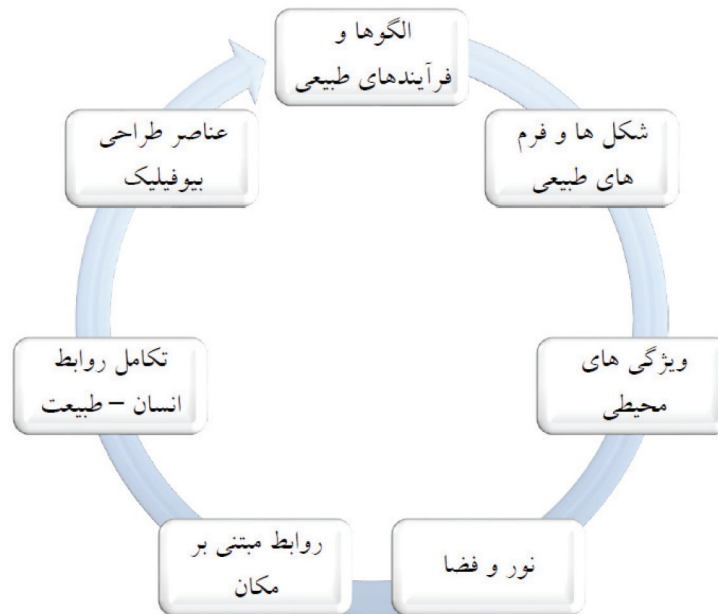 الگوها و
فرآیندهای طبیعی
شکل ها و فرم
های طبیعی
ویژگی های
محیطی
نور و فضا
روابط مبتنی بر
مکان
تکامل روابط
انسان – طبیعت
عناصر طراحی
بیوفیلیک